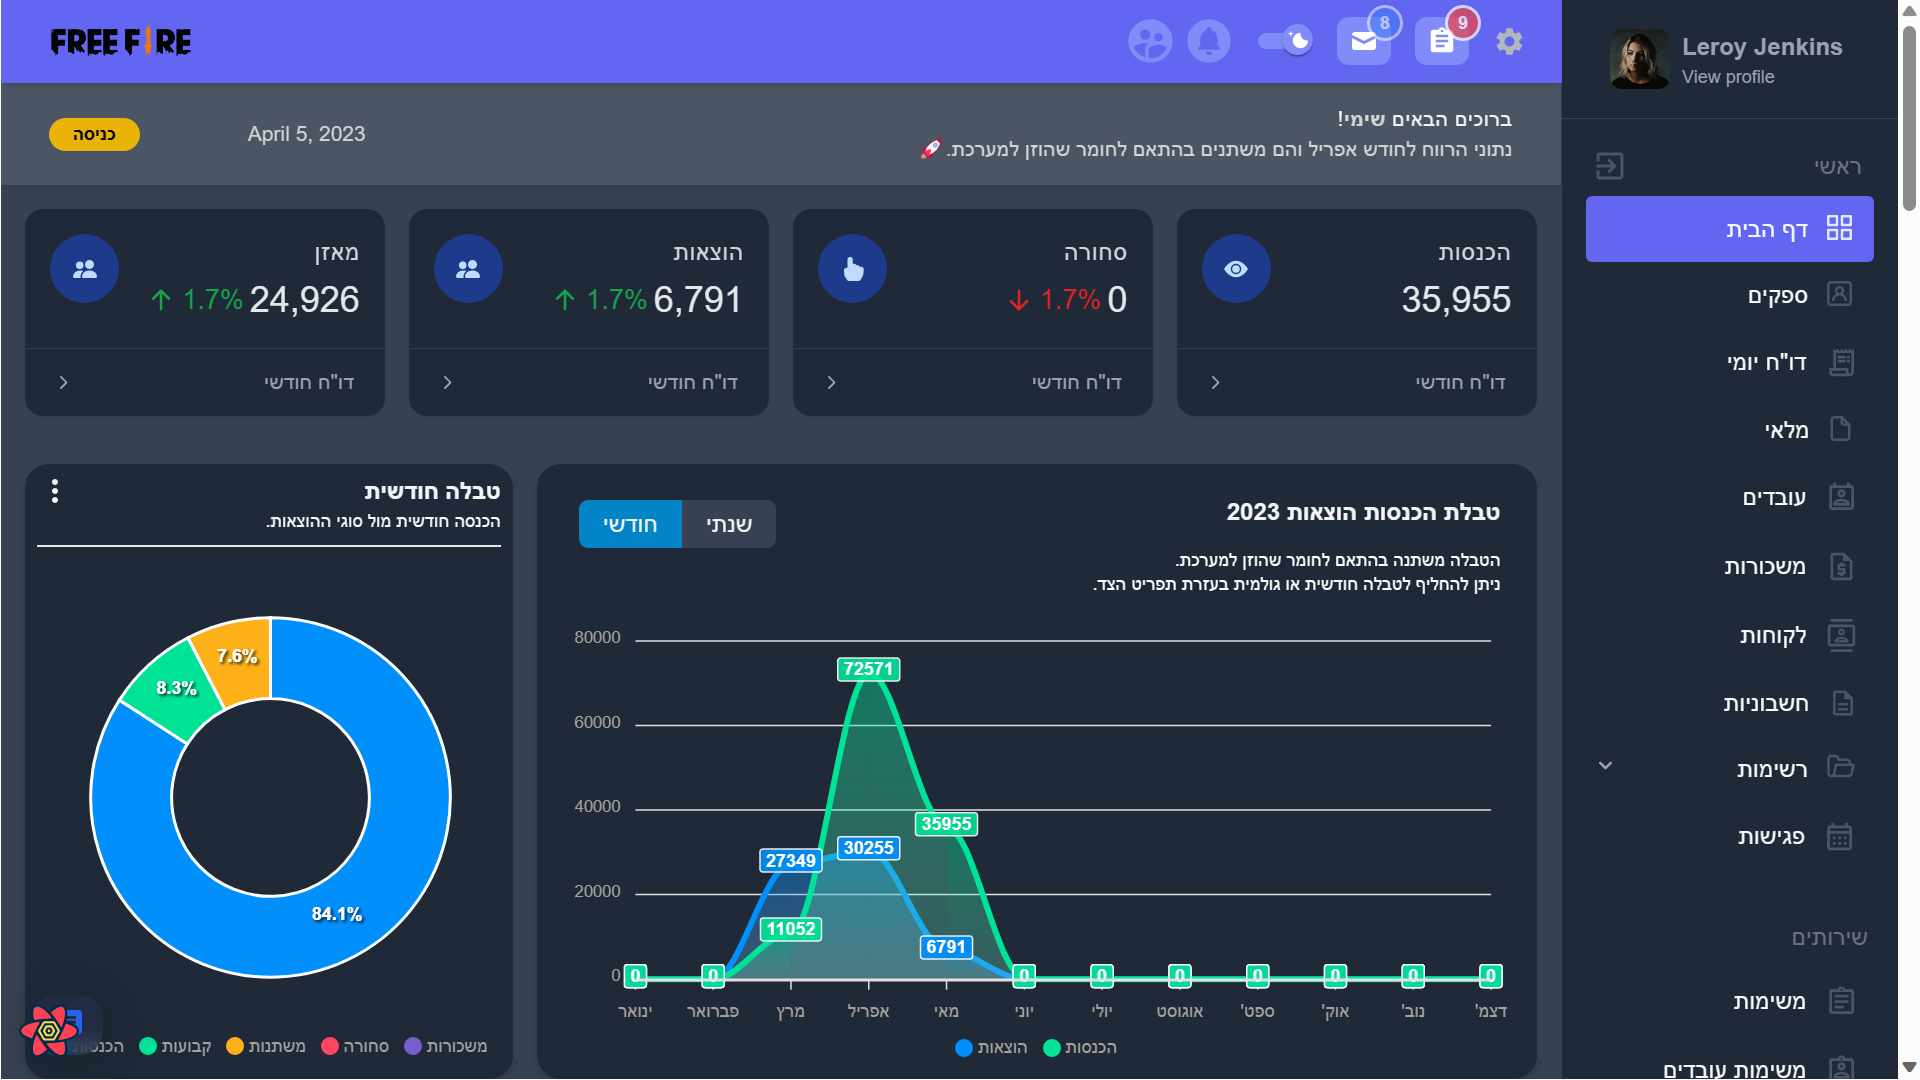 FREE FIRE
8
9
Leroy Jenkins
View profile
ברוכים הבאים שימי!
נתוני הרווח לחודש אפריל והם משתנים בהתאם לחומר שהוזן למערכת. 🚀
April 5, 2023
כניסה
ראשי
דף הבית
ספקים
דו"ח יומי
מלאי
עובדים
משכורות
לקוחות
חשבוניות
רשימות
פגישות
שירותים
משימות
משימות עובדים
הכנסות
35,955
דו"ח חודשי
סחורה
0 1.7%
דו"ח חודשי
הוצאות
6,791 1.7%
דו"ח חודשי
מאזן
24,926 1.7%
דו"ח חודשי
טבלת הכנסות הוצאות 2023
שנתי
חודשי
הטבלה משתנה בהתאם לחומר שהוזן למערכת.
ניתן להחליף לטבלה חודשית או גולמית בעזרת תפריט הצד.
80000
60000
40000
20000
0
72571
35955
30255
27349
11052
6791
0 0 0 0 0 0 0 0 0
ינואר פברואר מרץ אפריל מאי יוני יולי אוגוסט ספט' אוק' נוב' דצמ'
הוצאות
הכנסות
טבלה חודשית
הכנסה חודשית מול סוגי ההוצאות.
7.6%
8.3%
84.1%
הכנסות
קבועות
משתנות
סחורה
משכורות